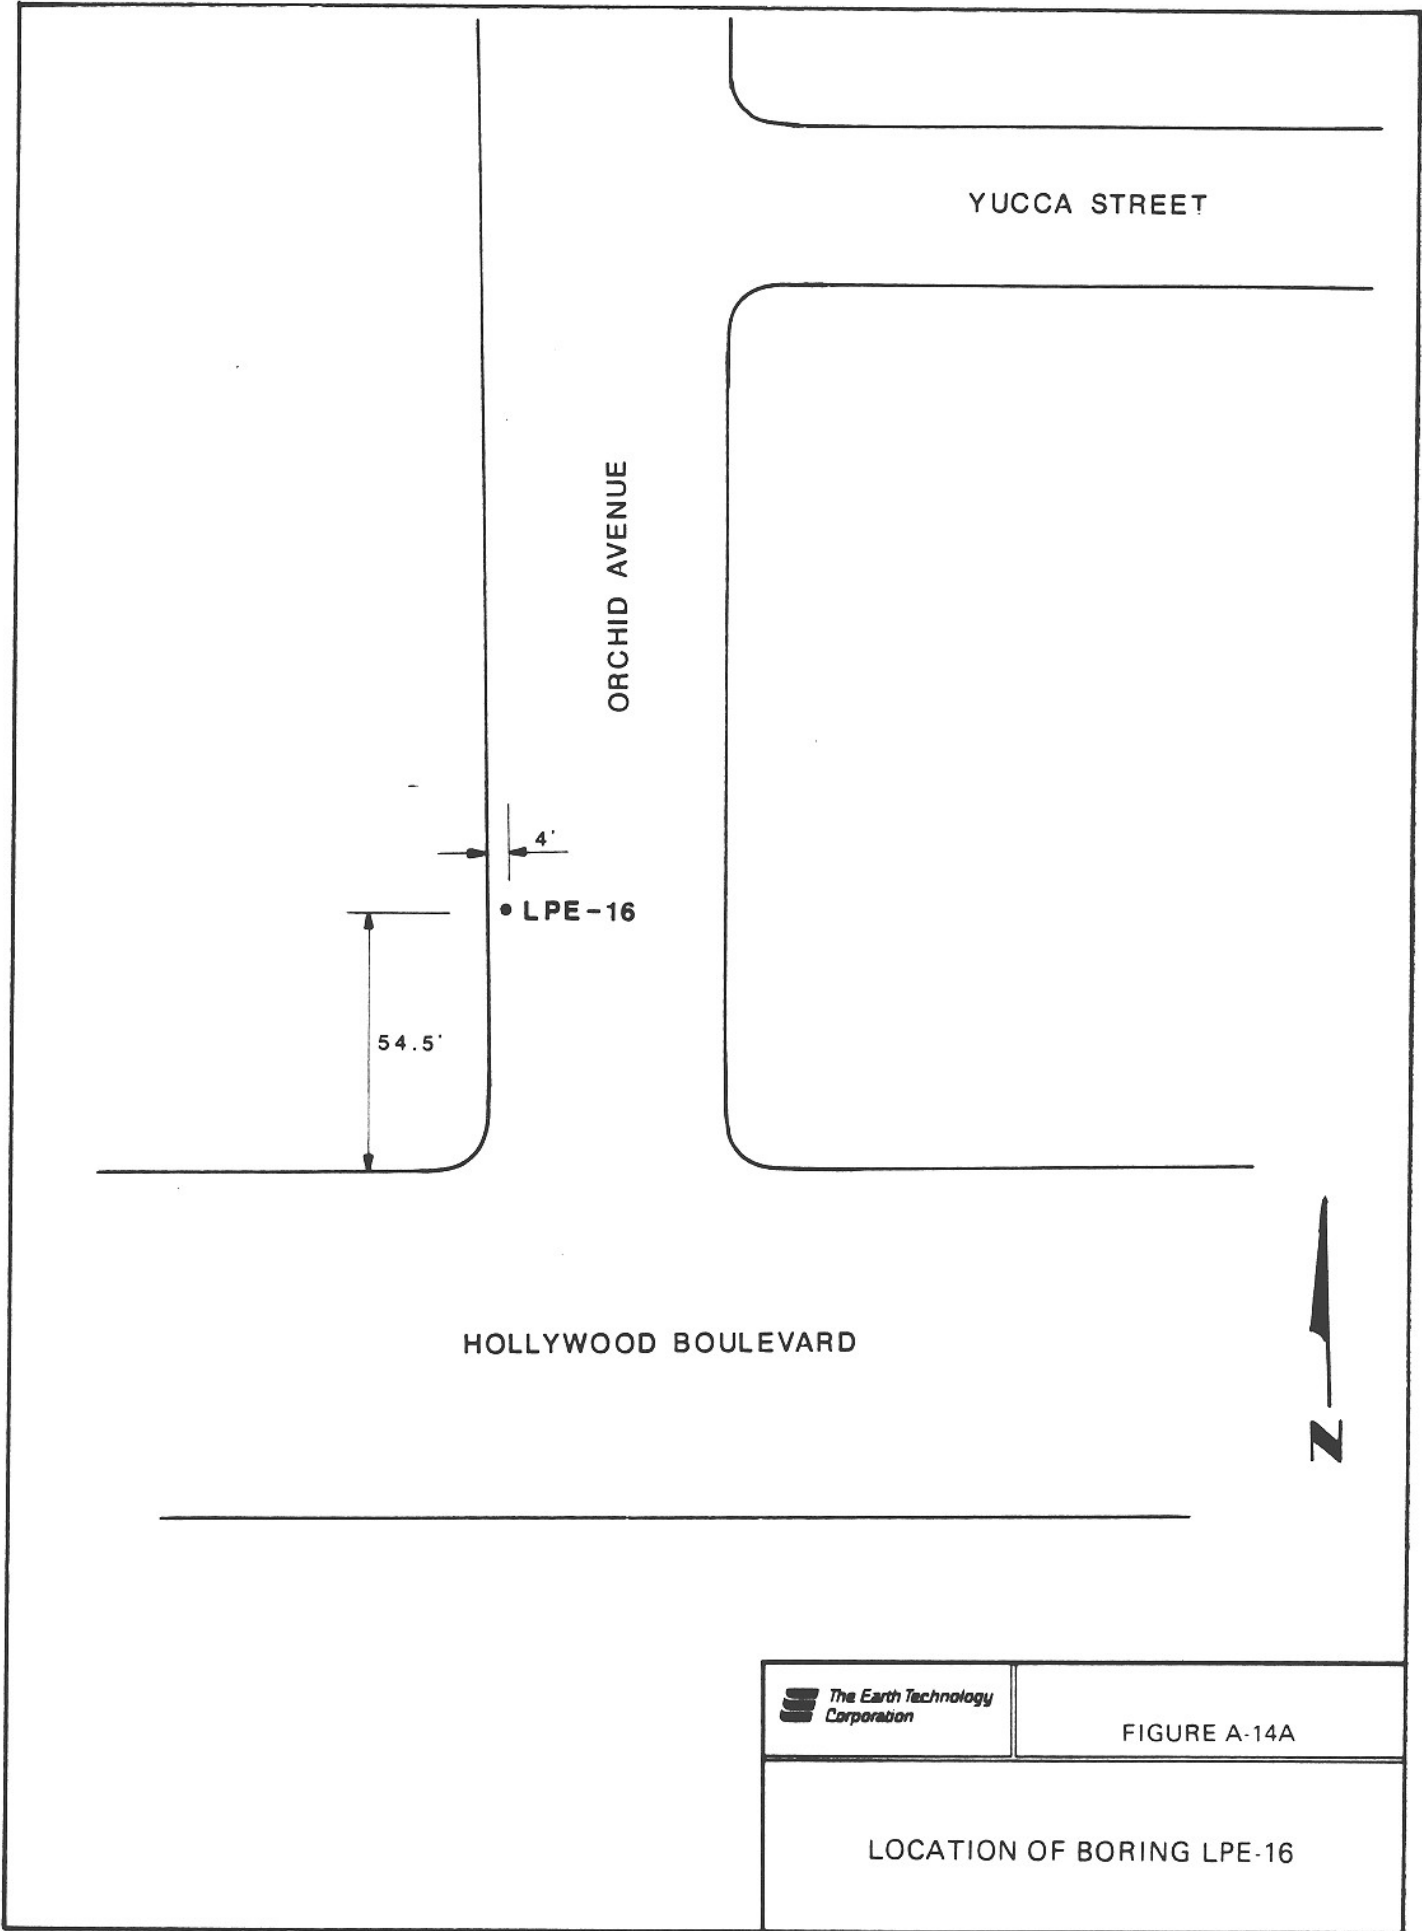 YUCCA STREET
ORCHID AVENUE
4'
LPE-16
54.5'
HOLLYWOOD BOULEVARD
N
The Earth Technology
Corporation
FIGURE A-14A
LOCATION OF BORING LPE-16